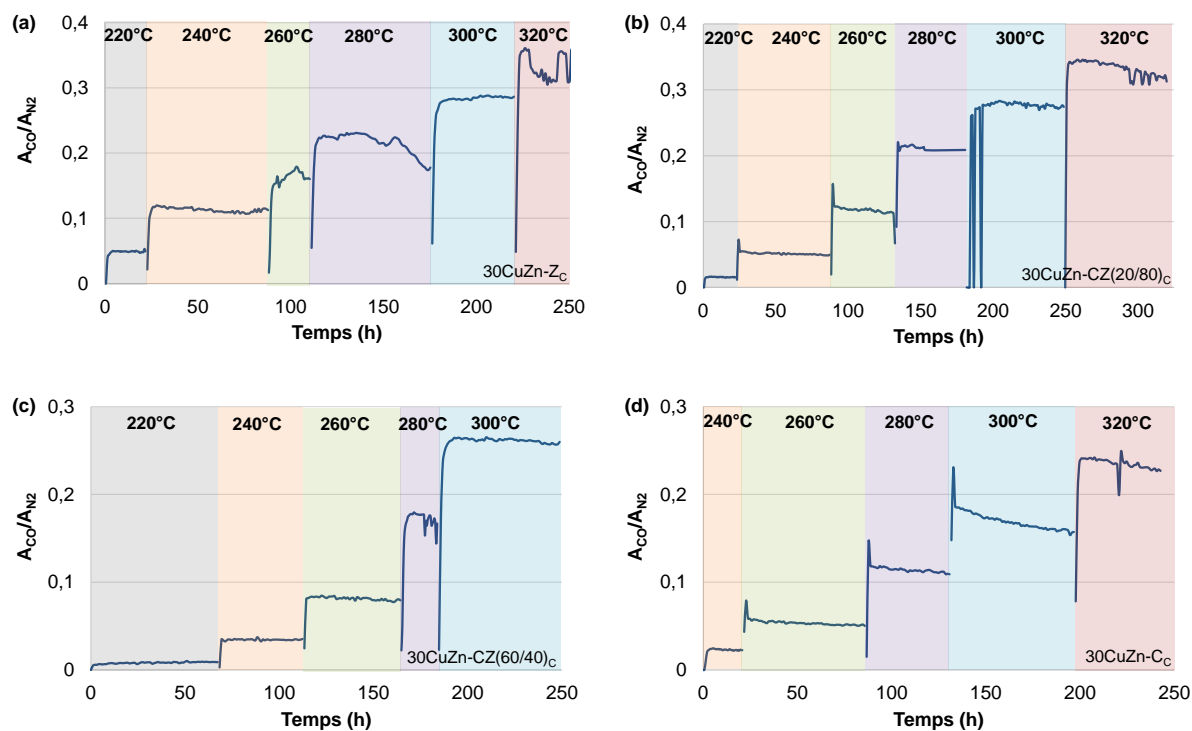 (a)
0,4
220°C 240°C 260°C 280°C 300°C 320°C
0,3
0,2
0,1
0
A_CO/A_N2
30CuZn-Z_C
0 50 100 150 200 250
Temps (h)
(b)
0,4
220°C 240°C 260°C 280°C 300°C 320°C
0,3
0,2
0,1
0
A_CO/A_N2
30CuZn-CZ(20/80)_C
0 50 100 150 200 250 300
Temps (h)
(c)
0,3
220°C 240°C 260°C 280°C 300°C
0,2
0,1
0
A_CO/A_N2
30CuZn-CZ(60/40)_C
0 50 100 150 200 250
Temps (h)
(d)
0,3
240°C 260°C 280°C 300°C 320°C
0,2
0,1
0
A_CO/A_N2
30CuZn-C_C
0 50 100 150 200 250
Temps (h)